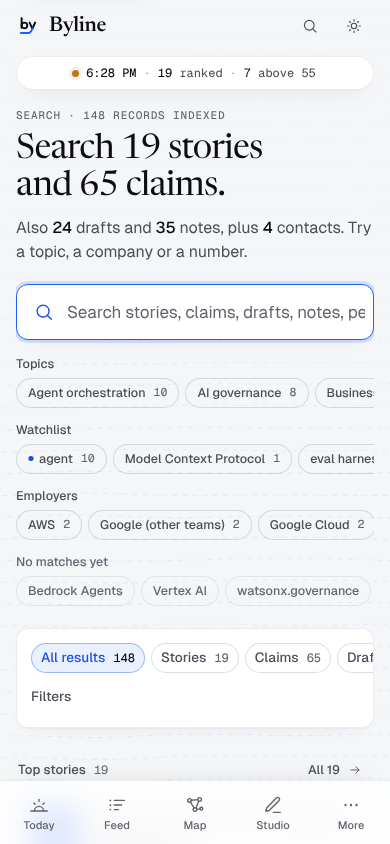 by Byline
6:28 PM · 19 ranked · 7 above 55
SEARCH · 148 RECORDS INDEXED
Search 19 stories
and 65 claims.
Also 24 drafts and 35 notes, plus 4 contacts. Try
a topic, a company or a number.
Search stories, claims, drafts, notes, pe
Topics
Agent orchestration 10 AI governance 8 Busines
Watchlist
agent 10 Model Context Protocol 1 eval harnes
Employers
AWS 2 Google (other teams) 2 Google Cloud 2
No matches yet
Bedrock Agents Vertex AI watsonx.governance
All results 148 Stories 19 Claims 65 Draf
Filters
Top stories 19 All 19 →
Today Feed Map Studio More